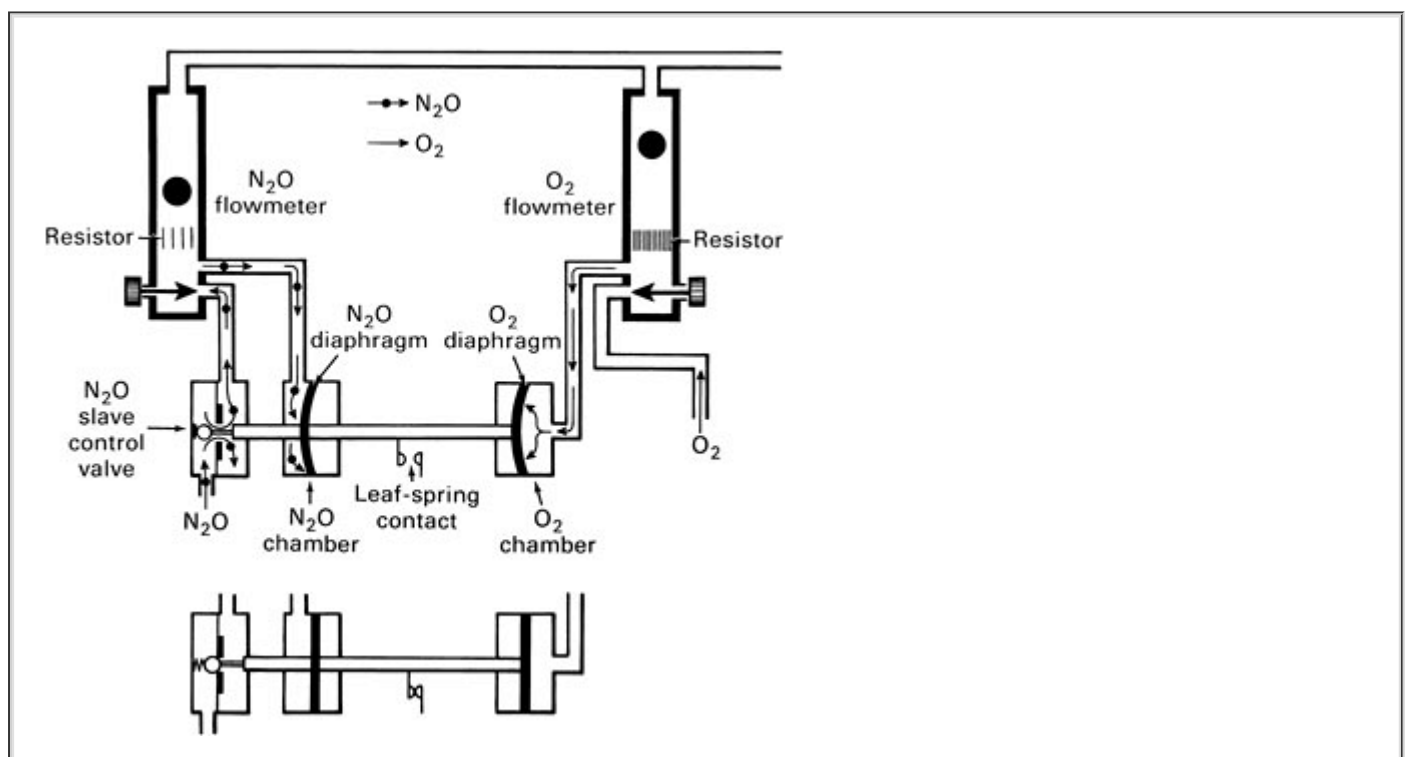 N₂O
O₂
N₂O
flowmeter
O₂
flowmeter
Resistor
Resistor
N₂O
diaphragm
O₂
diaphragm
N₂O
slave
control
valve
O₂
N₂O
N₂O
chamber
Leaf-spring
contact
O₂
chamber